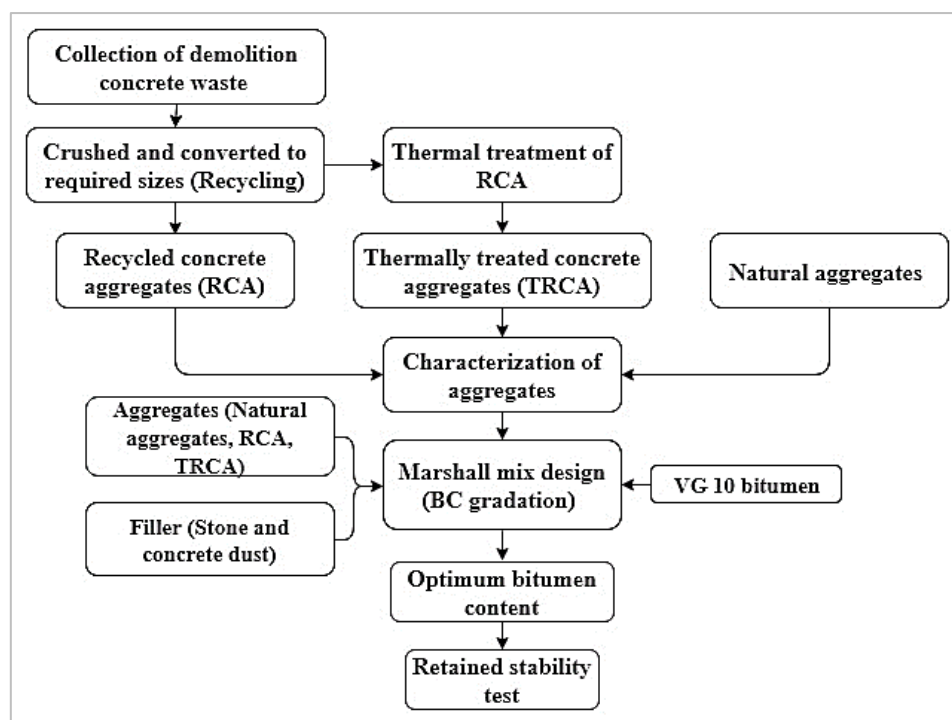 Collection of demolition
concrete waste
Crushed and converted to
required sizes (Recycling)
Thermal treatment of
RCA
Recycled concrete
aggregates (RCA)
Thermally treated concrete
aggregates (TRCA)
Natural aggregates
Characterization of
aggregates
Aggregates (Natural
aggregates, RCA,
TRCA)
Marshall mix design
(BC gradation)
VG 10 bitumen
Filler (Stone and
concrete dust)
Optimum bitumen
content
Retained stability
test